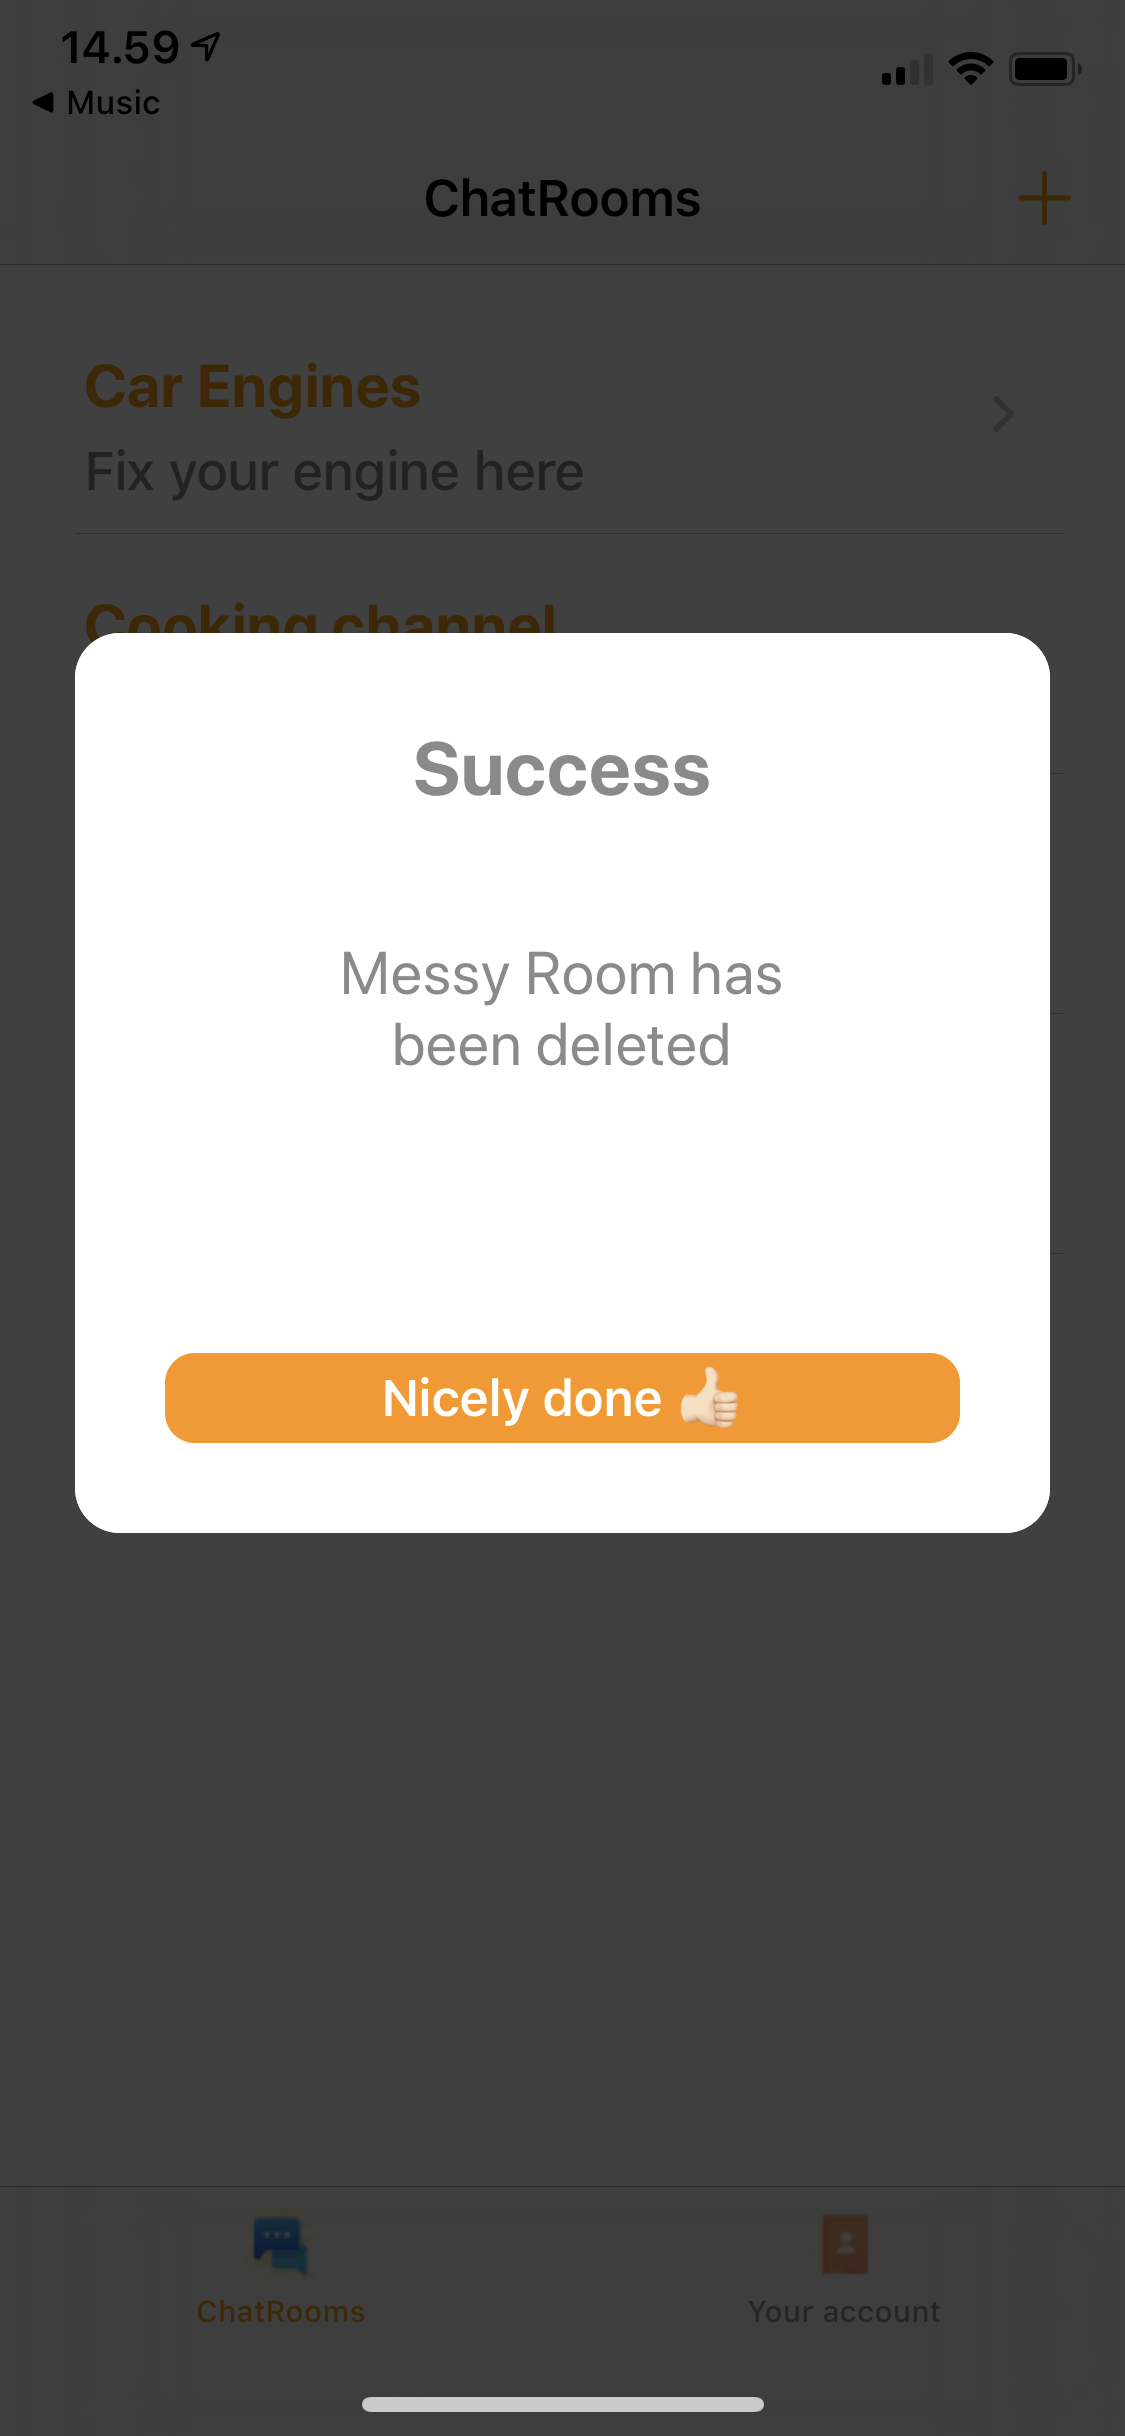 14.59
Music
ChatRooms
Car Engines
Fix your engine here
Cooking channel
Success
Messy Room has
been deleted
Nicely done 👍🏻
ChatRooms
Your account